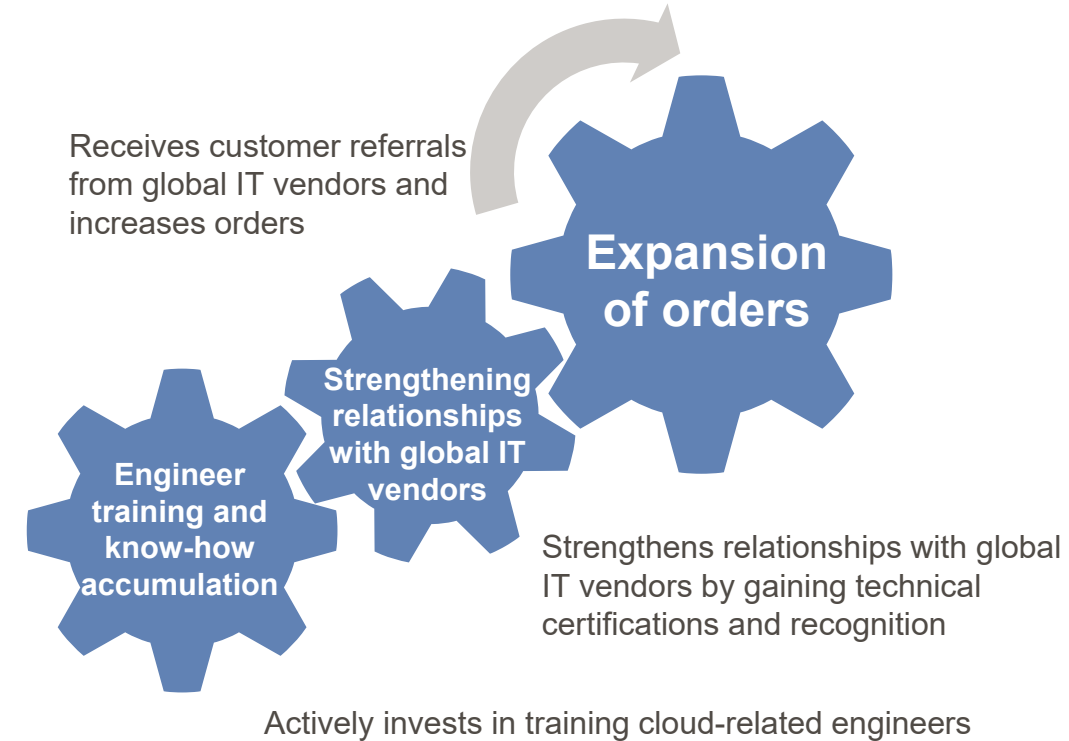 Receives customer referrals
from global IT vendors and
increases orders
Expansion
of orders
Strengthening
relationships
with global IT
vendors
Engineer
training and
know-how
accumulation
Strengthens relationships with global
IT vendors by gaining technical
certifications and recognition
Actively invests in training cloud-related engineers